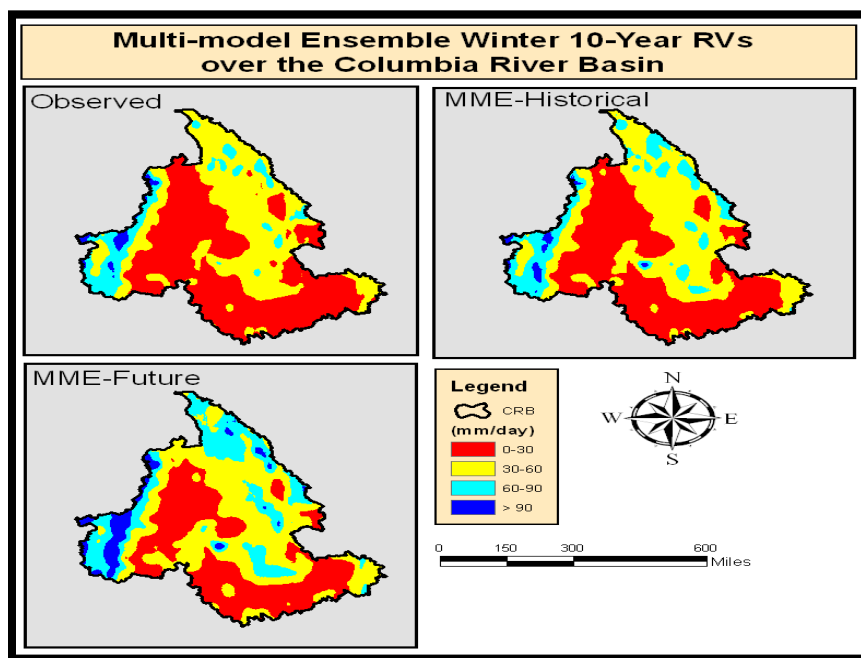 Multi-model Ensemble Winter 10-Year RVs
over the Columbia River Basin
Observed
MME-Historical
MME-Future
Legend
CRB
(mm/day)
0-30
30-60
60-90
> 90
N
W E
S
0 150 300 600
Miles